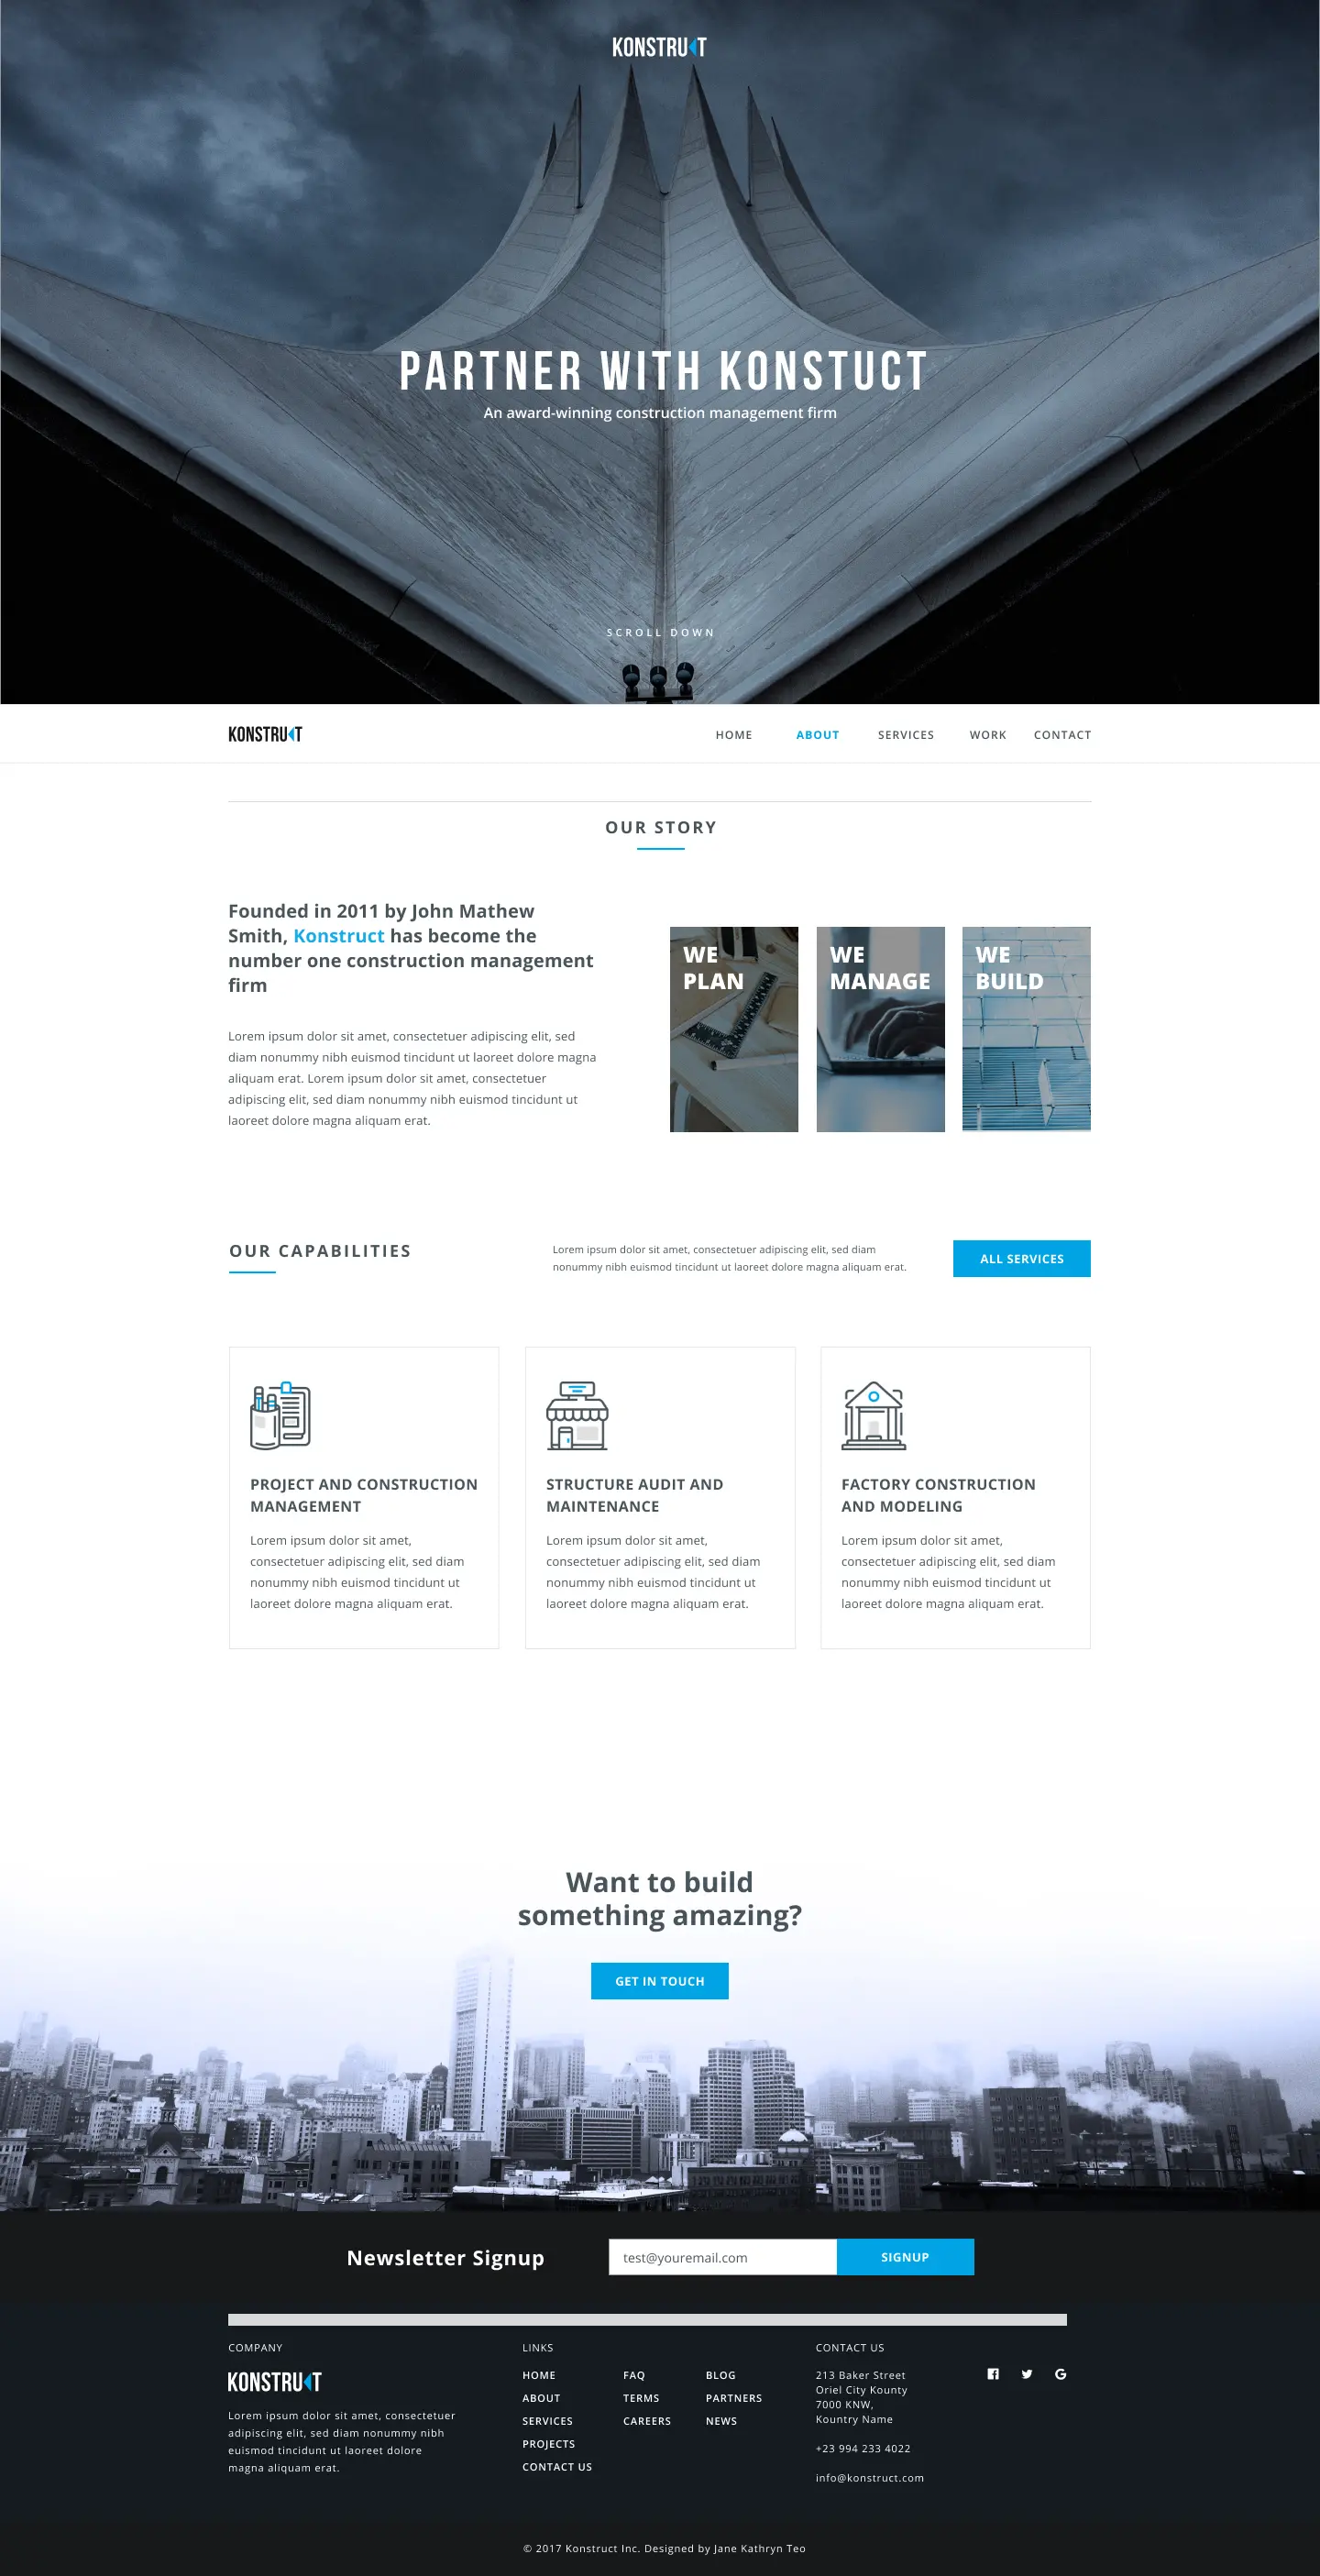 KONSTRUKT
PARTNER WITH KONSTUCT
An award-winning construction management firm
SCROLL DOWN
KONSTRUKT
HOME ABOUT SERVICES WORK CONTACT
OUR STORY
Founded in 2011 by John Mathew
Smith, Konstruct has become the
number one construction management
firm
Lorem ipsum dolor sit amet, consectetuer adipiscing elit, sed
diam nonummy nibh euismod tincidunt ut laoreet dolore magna
aliquam erat. Lorem ipsum dolor sit amet, consectetuer
adipiscing elit, sed diam nonummy nibh euismod tincidunt ut
laoreet dolore magna aliquam erat.
WE
PLAN
WE
MANAGE
WE
BUILD
OUR CAPABILITIES
Lorem ipsum dolor sit amet, consectetuer adipiscing elit, sed diam
nonummy nibh euismod tincidunt ut laoreet dolore magna aliquam erat.
ALL SERVICES
PROJECT AND CONSTRUCTION
MANAGEMENT
Lorem ipsum dolor sit amet,
consectetuer adipiscing elit, sed diam
nonummy nibh euismod tincidunt ut
laoreet dolore magna aliquam erat.
STRUCTURE AUDIT AND
MAINTENANCE
Lorem ipsum dolor sit amet,
consectetuer adipiscing elit, sed diam
nonummy nibh euismod tincidunt ut
laoreet dolore magna aliquam erat.
FACTORY CONSTRUCTION
AND MODELING
Lorem ipsum dolor sit amet,
consectetuer adipiscing elit, sed diam
nonummy nibh euismod tincidunt ut
laoreet dolore magna aliquam erat.
Want to build
something amazing?
GET IN TOUCH
Newsletter Signup
test@youremail.com
SIGNUP
COMPANY
KONSTRUKT
Lorem ipsum dolor sit amet, consectetuer
adipiscing elit, sed diam nonummy nibh
euismod tincidunt ut laoreet dolore
magna aliquam erat.
LINKS
HOME
ABOUT
SERVICES
PROJECTS
CONTACT US
FAQ
TERMS
CAREERS
BLOG
PARTNERS
NEWS
CONTACT US
213 Baker Street
Oriel City Kounty
7000 KNW,
Kountry Name
+23 994 233 4022
info@konstruct.com
© 2017 Konstruct Inc. Designed by Jane Kathryn Teo